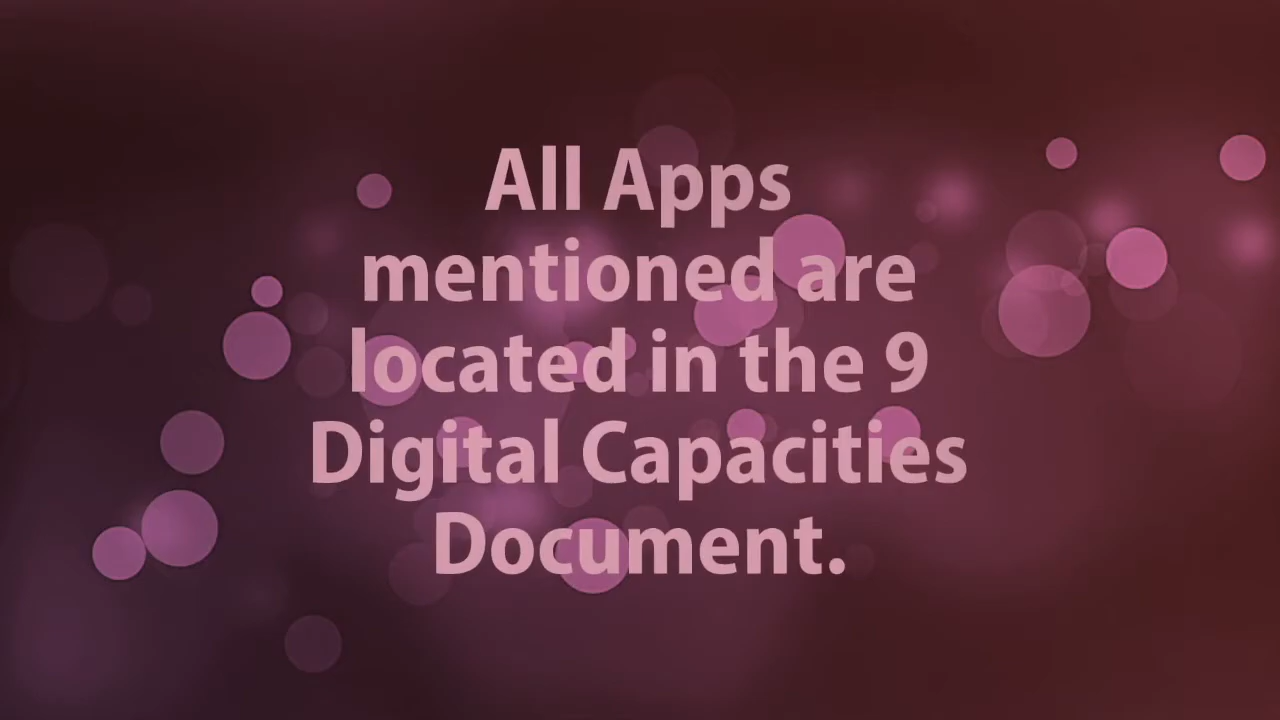 All Apps
mentioned are
located in the 9
Digital Capacities
Document.